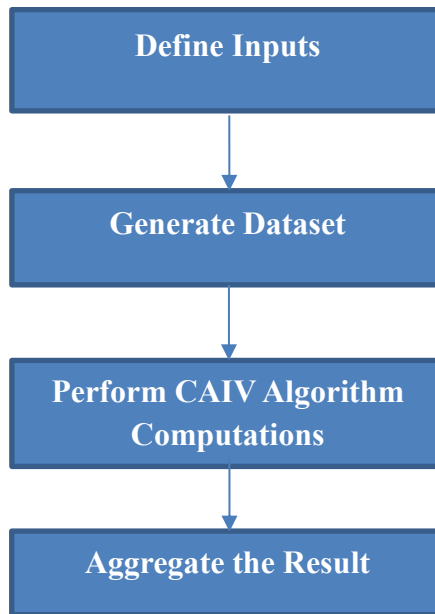 Define Inputs
Generate Dataset
Perform CAIV Algorithm
Computations
Aggregate the Result